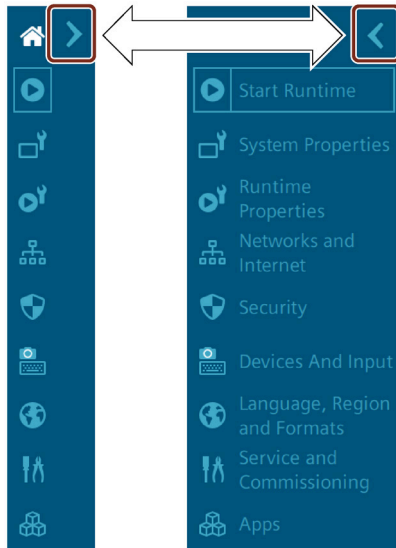 Start Runtime
System Properties
Runtime
Properties
Networks and
Internet
Security
Devices And Input
Language, Region
and Formats
Service and
Commissioning
Apps